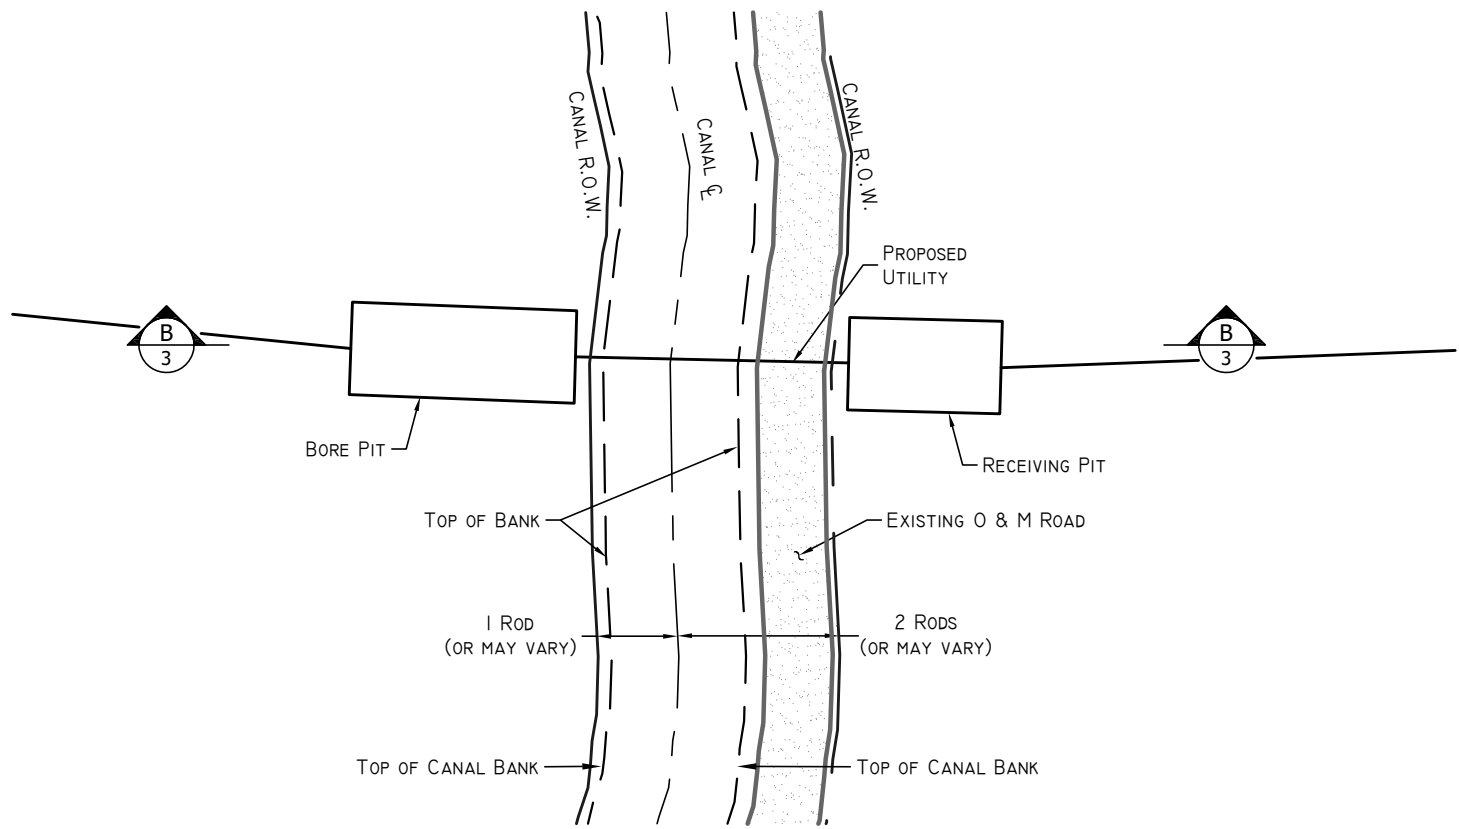 CANAL R.O.W.
CANAL ℄
CANAL R.O.W.
PROPOSED
UTILITY
B
3
B
3
BORE PIT
RECEIVING PIT
TOP OF BANK
EXISTING O & M ROAD
1 ROD
(OR MAY VARY)
2 RODS
(OR MAY VARY)
TOP OF CANAL BANK
TOP OF CANAL BANK